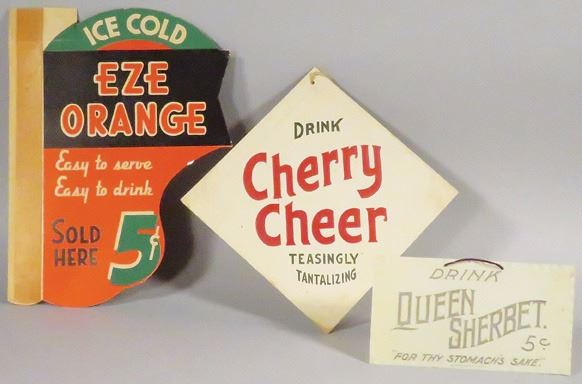 ICE COLD
EZE
ORANGE
Easy to serve
Easy to drink
SOLD
HERE
5¢
DRINK
Cherry
Cheer
TEASINGLY
TANTALIZING
DRINK
QUEEN
SHERBET.
5¢
"FOR THY STOMACH'S SAKE."